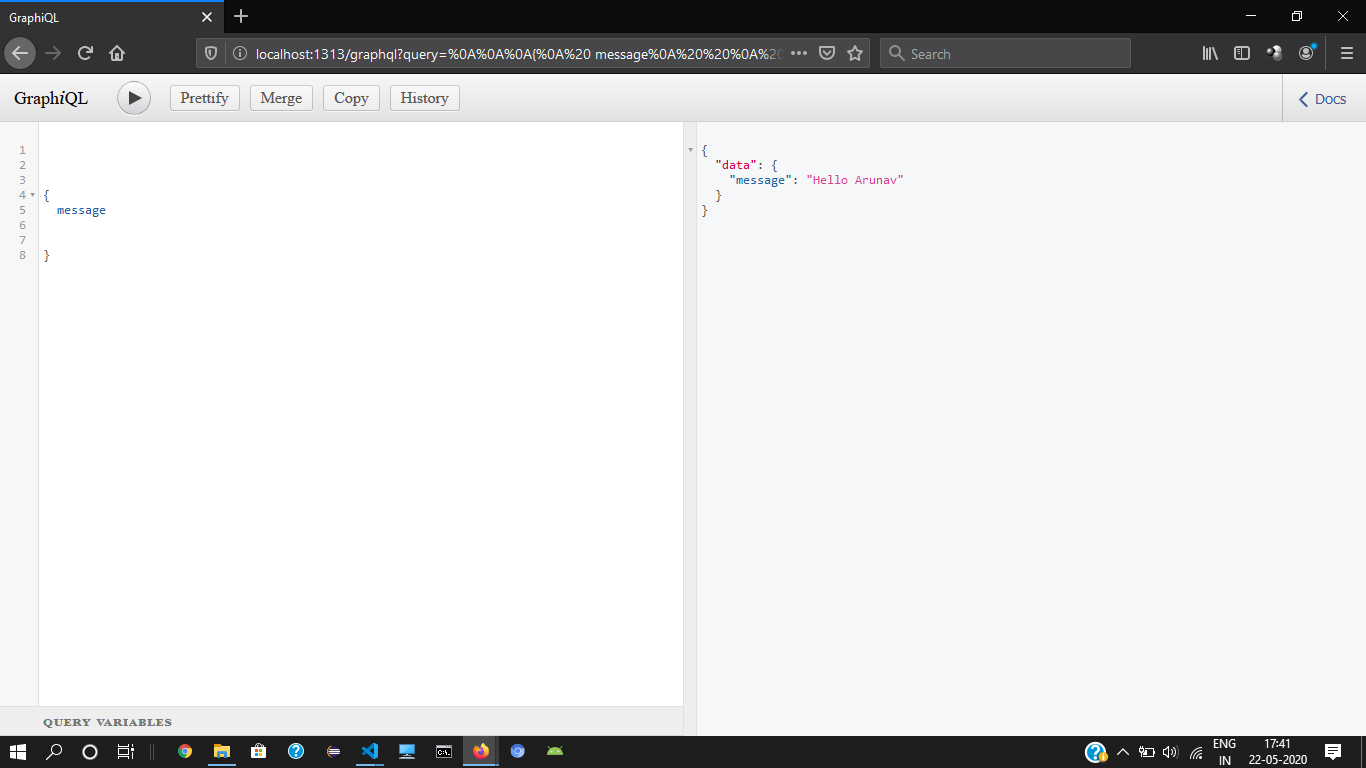 GraphiQL
localhost:1313/graphql?query=%0A%0A%0A{%0A%20 message%0A%20%20%0A%20
Search
GraphiQL
Prettify
Merge
Copy
History
Docs
1
2
3
4 {
5 message
6
7
8 }
{
"data": {
"message": "Hello Arunav"
}
}
QUERY VARIABLES
ENG
IN
17:41
22-05-2020